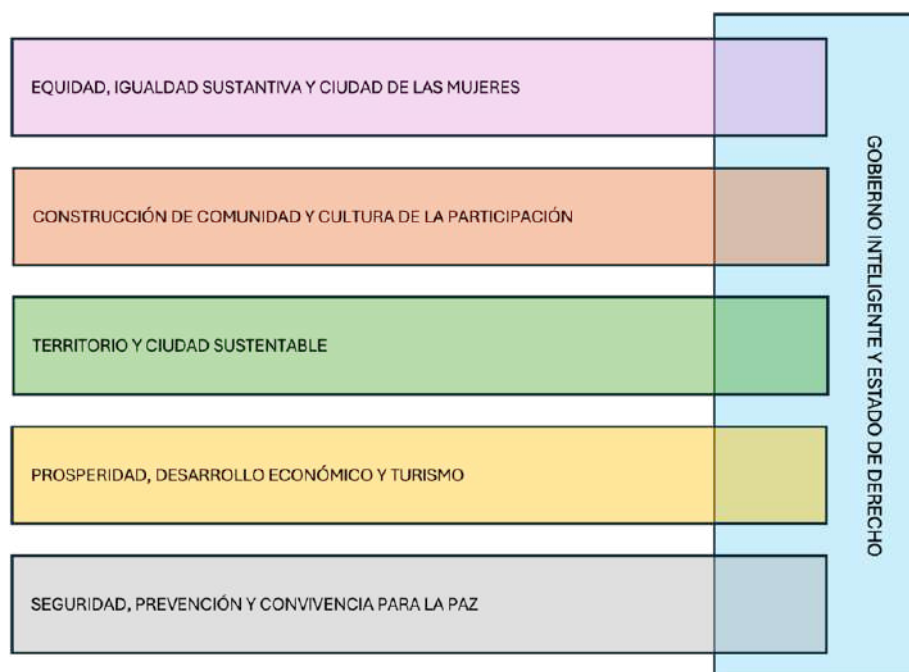 EQUIDAD, IGUALDAD SUSTANTIVA Y CIUDAD DE LAS MUJERES
CONSTRUCCIÓN DE COMUNIDAD Y CULTURA DE LA PARTICIPACIÓN
TERRITORIO Y CIUDAD SUSTENTABLE
PROSPERIDAD, DESARROLLO ECONÓMICO Y TURISMO
SEGURIDAD, PREVENCIÓN Y CONVIVENCIA PARA LA PAZ
GOBIERNO INTELIGENTE Y ESTADO DE DERECHO